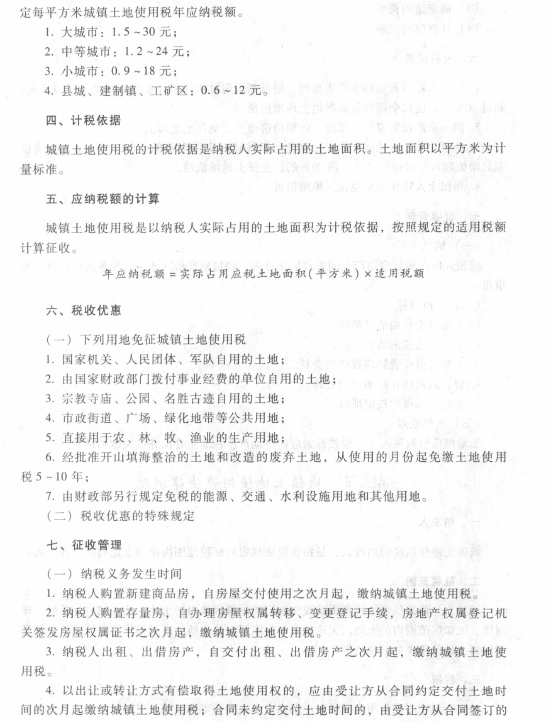 定每平方米城镇土地使用税年应纳税额。
1. 大城市：1.5~30元；
2. 中等城市：1.2~24元；
3. 小城市：0.9~18元；
4. 县城、建制镇、工矿区：0.6~12元。
四、计税依据
城镇土地使用税的计税依据是纳税人实际占用的土地面积。土地面积以平方米为计
量标准。
五、应纳税额的计算
城镇土地使用税是以纳税人实际占用的土地面积为计税依据，按照规定的适用税额
计算征收。
年应纳税额=实际占用应税土地面积(平方米)×适用税额
六、税收优惠
（一）下列用地免征城镇土地使用税
1. 国家机关、人民团体、军队自用的土地；
2. 由国家财政部门拨付事业经费的单位自用的土地；
3. 宗教寺庙、公园、名胜古迹自用的土地；
4. 市政街道、广场、绿化地带等公共用地；
5. 直接用于农、林、牧、渔业的生产用地；
6. 经批准开山填海整治的土地和改造的废弃土地，从使用的月份起免缴土地使用
税5~10年；
7. 由财政部另行规定免税的能源、交通、水利设施用地和其他用地。
（二）税收优惠的特殊规定
七、征收管理
（一）纳税义务发生时间
1. 纳税人购置新建商品房，自房屋交付使用之次月起，缴纳城镇土地使用税。
2. 纳税人购置存量房，自办理房屋权属转移、变更登记手续，房地产权属登记机
关签发房屋权属证书之次月起，缴纳城镇土地使用税。
3. 纳税人出租、出借房产，自交付出租、出借房产之次月起，缴纳城镇土地使
用税。
4. 以出让或转让方式有偿取得土地使用权的，应由受让方从合同约定交付土地时
间的次月起缴纳城镇土地使用税；合同未约定交付土地时间的，由受让方从合同签订的